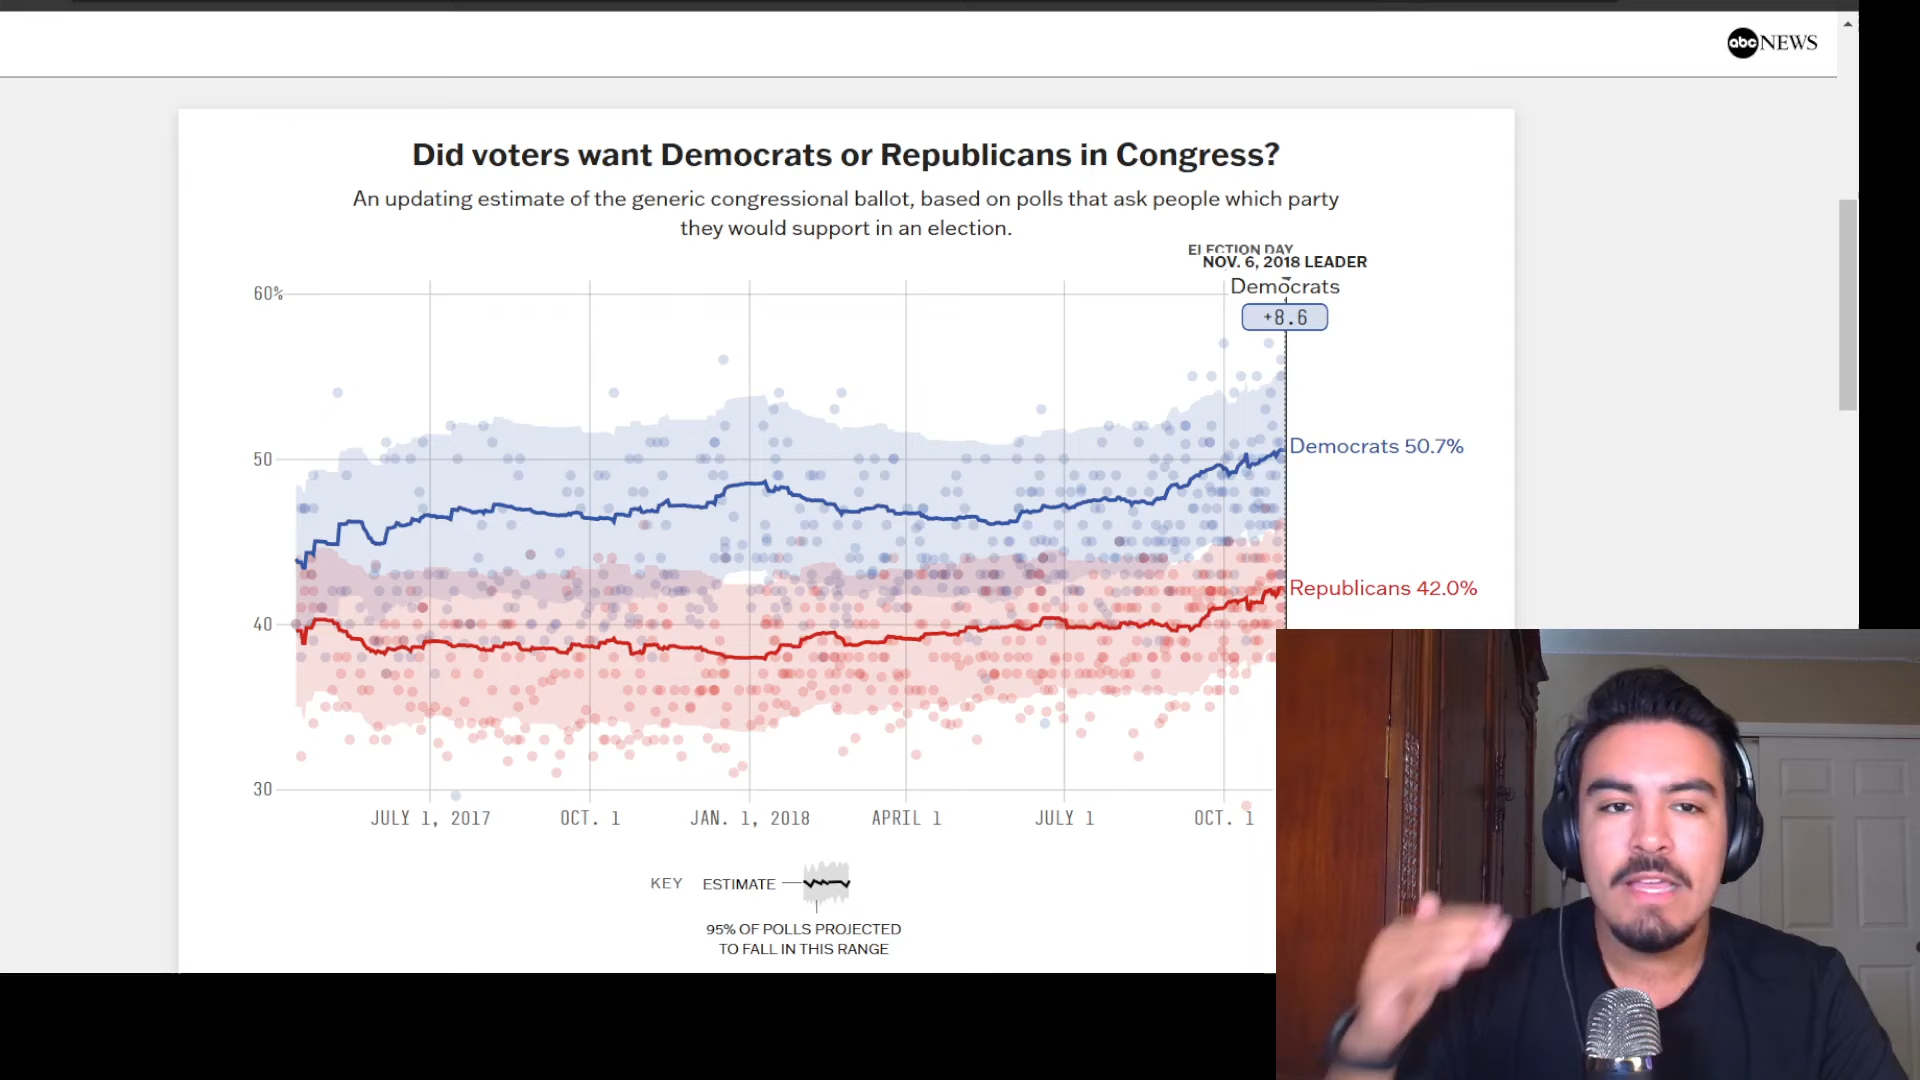 abc NEWS
Did voters want Democrats or Republicans in Congress?
An updating estimate of the generic congressional ballot, based on polls that ask people which party
they would support in an election.
ELECTION DAY
NOV. 6, 2018 LEADER
Democrats
+8.6
60%
50
40
30
Democrats 50.7%
Republicans 42.0%
JULY 1, 2017 OCT. 1 JAN. 1, 2018 APRIL 1 JULY 1 OCT. 1
KEY ESTIMATE
95% OF POLLS PROJECTED
TO FALL IN THIS RANGE